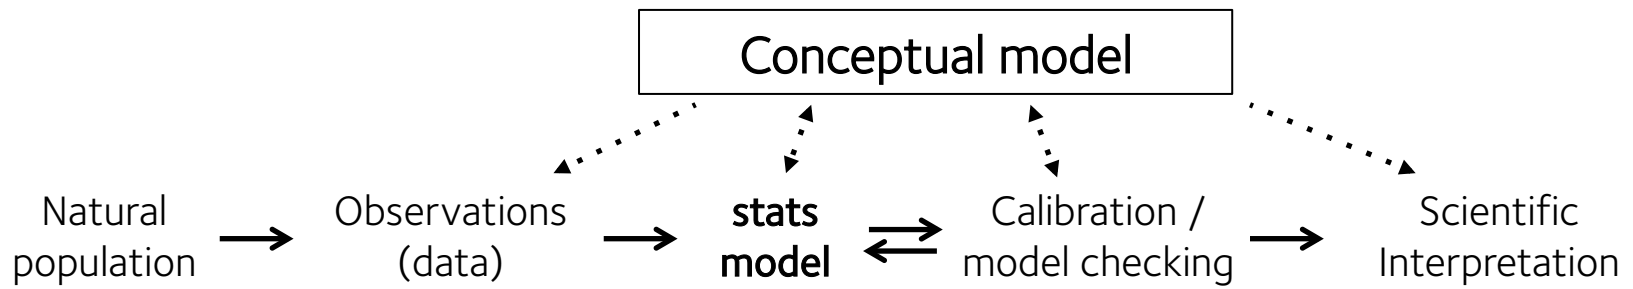 Conceptual model
Natural
population
Observations
(data)
stats
model
Calibration /
model checking
Scientific
Interpretation